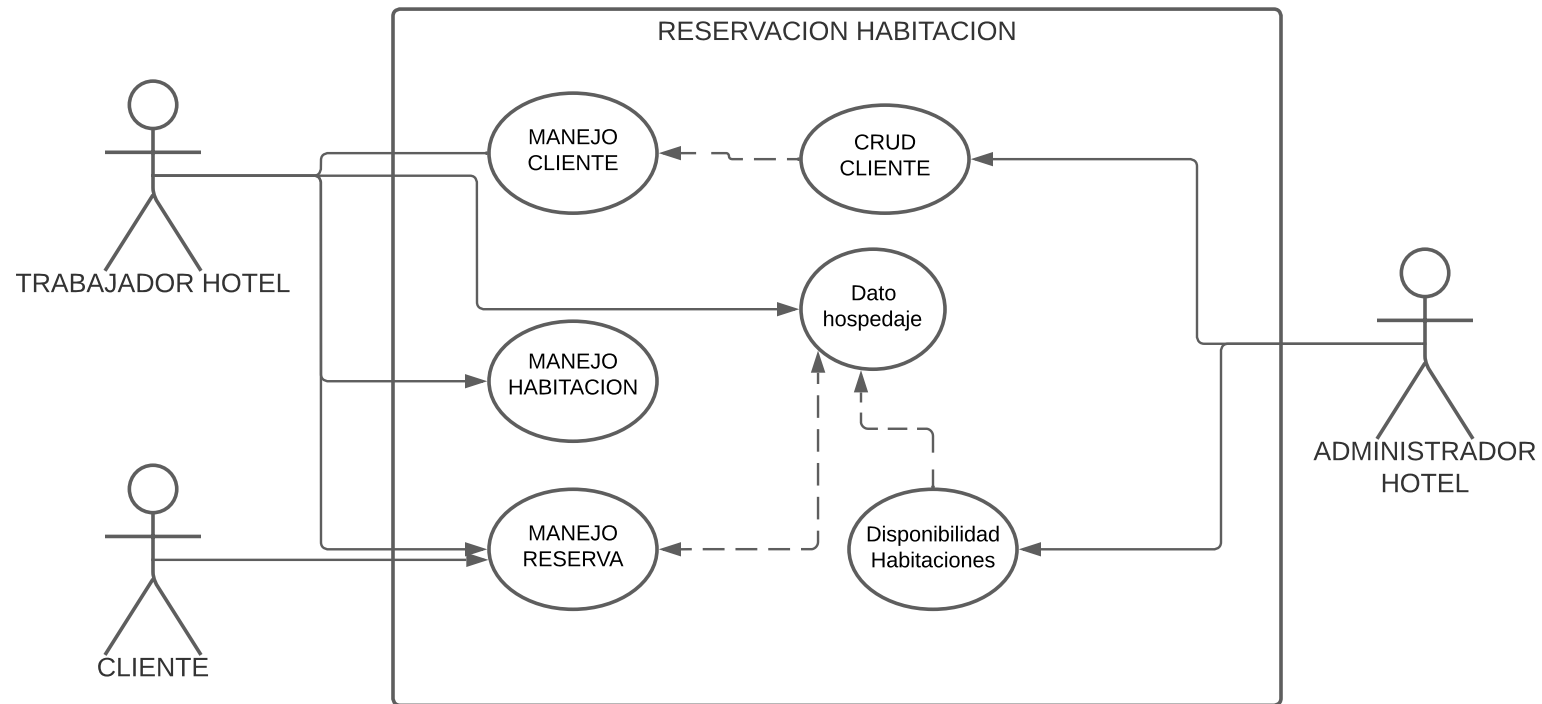 RESERVACION HABITACION
MANEJO
CLIENTE
CRUD
CLIENTE
TRABAJADOR HOTEL
Dato
hospedaje
MANEJO
HABITACION
ADMINISTRADOR
HOTEL
MANEJO
RESERVA
Disponibilidad
Habitaciones
CLIENTE